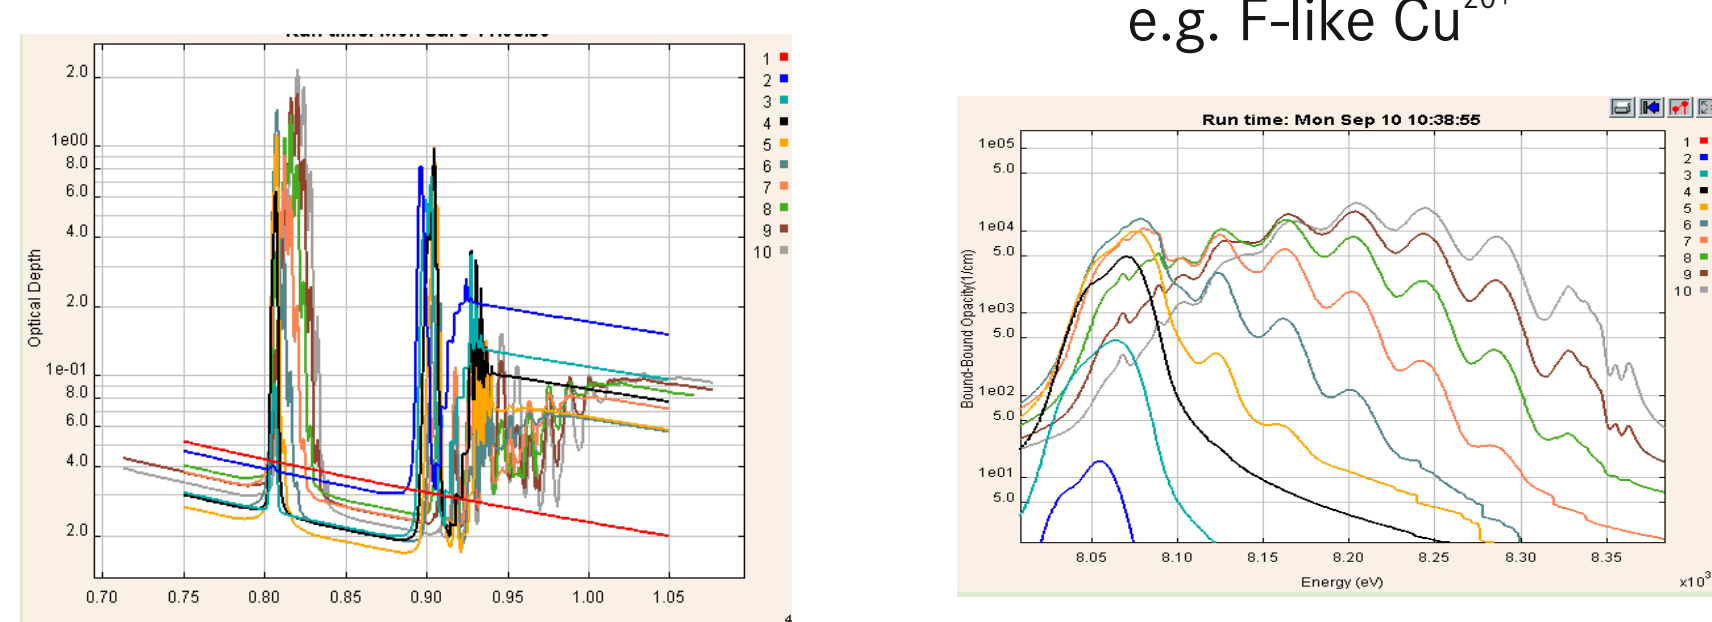 e.g. F-like Cu
2.0
1e00
8.0
6.0
4.0
2.0
1e-01
8.0
6.0
4.0
2.0
Optical Depth
0.70 0.75 0.80 0.85 0.90 0.95 1.00 1.05
4
1
2
3
4
5
6
7
8
9
10
Run time: Mon Sep 10 10:38:55
1e05
5.0
1e04
5.0
1e03
5.0
1e02
5.0
1e01
5.0
Bound-Bound Opacity(1/cm)
8.05 8.10 8.15 8.20 8.25 8.30 8.35
Energy (eV)
x10³
1
2
3
4
5
6
7
8
9
10